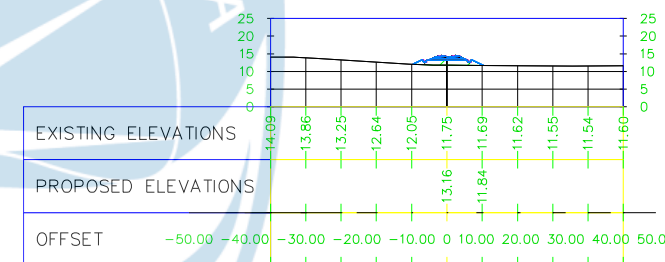 25 25
20 20
15 15
10 10
5 5
0 0
EXISTING ELEVATIONS 14.09 13.86 13.25 12.64 12.05 11.75 11.69 11.62 11.55 11.54 11.60
PROPOSED ELEVATIONS 13.16 11.84
OFFSET -50.00 -40.00 -30.00 -20.00 -10.00 0 10.00 20.00 30.00 40.00 50.0